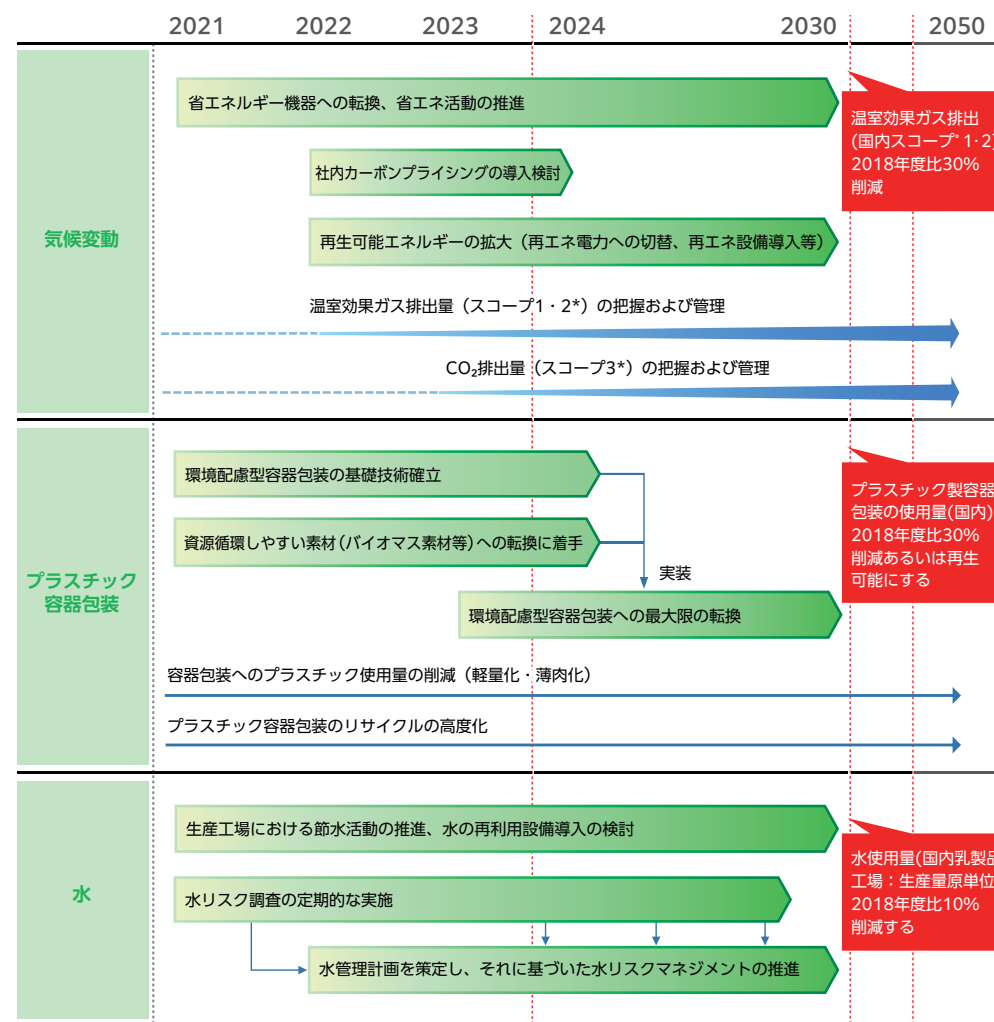 2021 2022 2023 2024 2030 2050
気候変動
省エネルギー機器への転換、省エネ活動の推進
社内カーボンプライシングの導入検討
再生可能エネルギーの拡大（再エネ電力への切替、再エネ設備導入等）
温室効果ガス排出量（スコープ1・2*）の把握および管理
CO₂排出量（スコープ3*）の把握および管理
温室効果ガス排出
(国内スコープ 1・2)
2018年度比30%
削減
プラスチック
容器包装
環境配慮型容器包装の基礎技術確立
資源循環しやすい素材（バイオマス素材等）への転換に着手
実装
環境配慮型容器包装への最大限の転換
容器包装へのプラスチック使用量の削減（軽量化・薄肉化）
プラスチック容器包装のリサイクルの高度化
プラスチック製容器
包装の使用量(国内)
2018年度比30%
削減あるいは再生
可能にする
水
生産工場における節水活動の推進、水の再利用設備導入の検討
水リスク調査の定期的な実施
水管理計画を策定し、それに基づいた水リスクマネジメントの推進
水使用量(国内乳製品
工場：生産量原単位
2018年度比10%
削減する